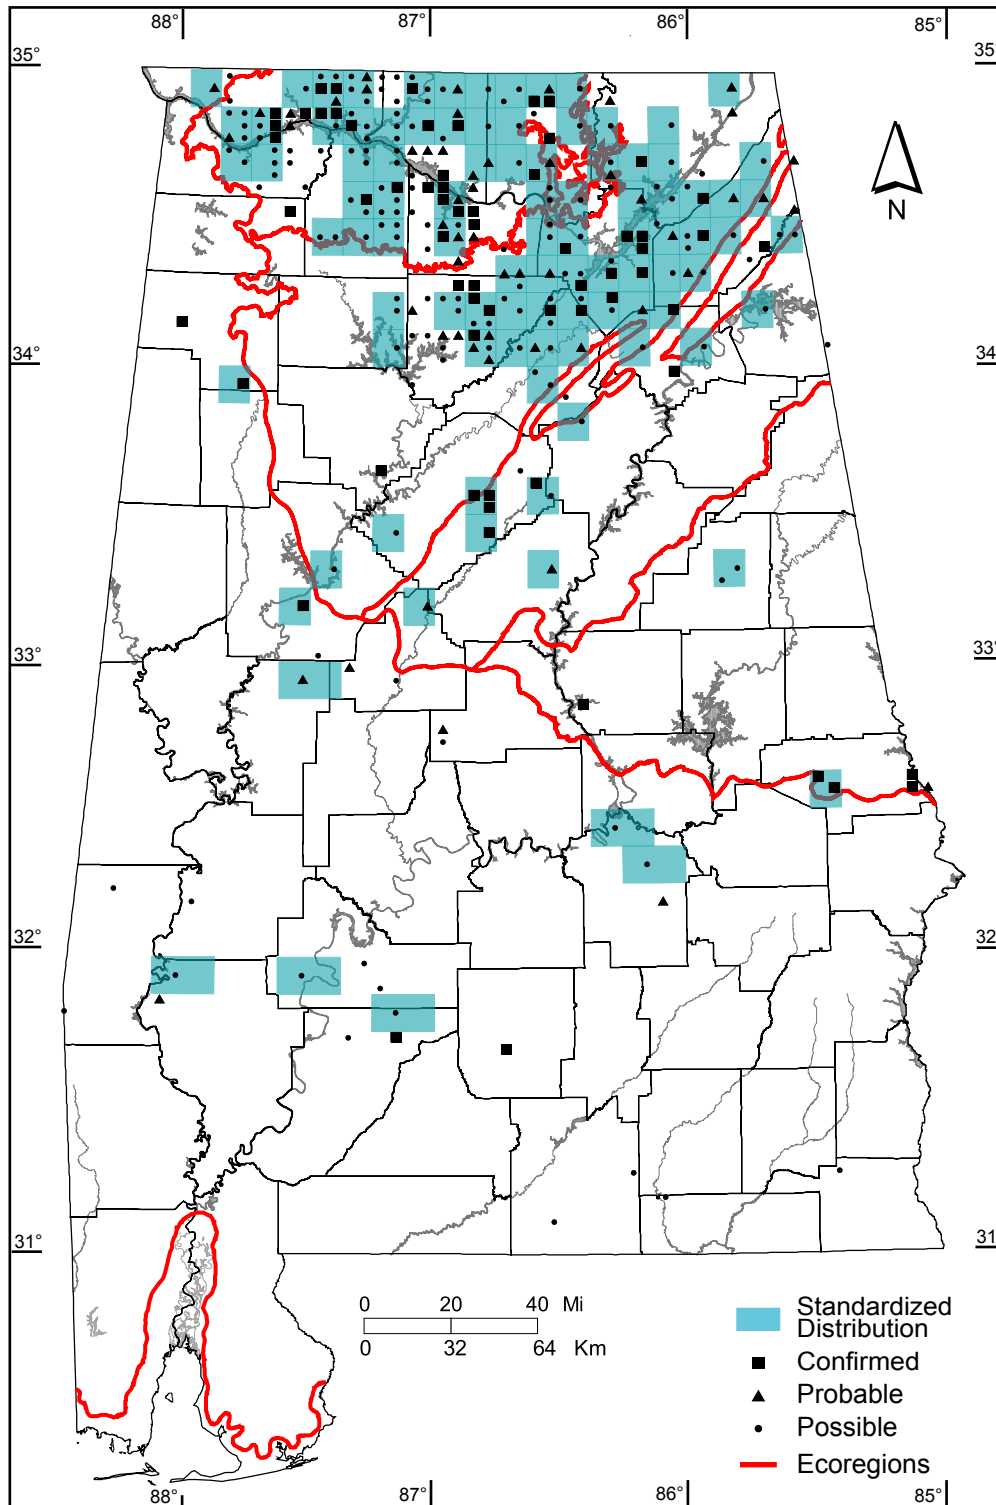 88° 87° 86° 85°
35° 35°
N
34° 34
33° 33
32° 32
31° 31
0 20 40 Mi
0 32 64 Km
Standardized
Distribution
Confirmed
Probable
Possible
Ecoregions
88° 87° 86° 85°